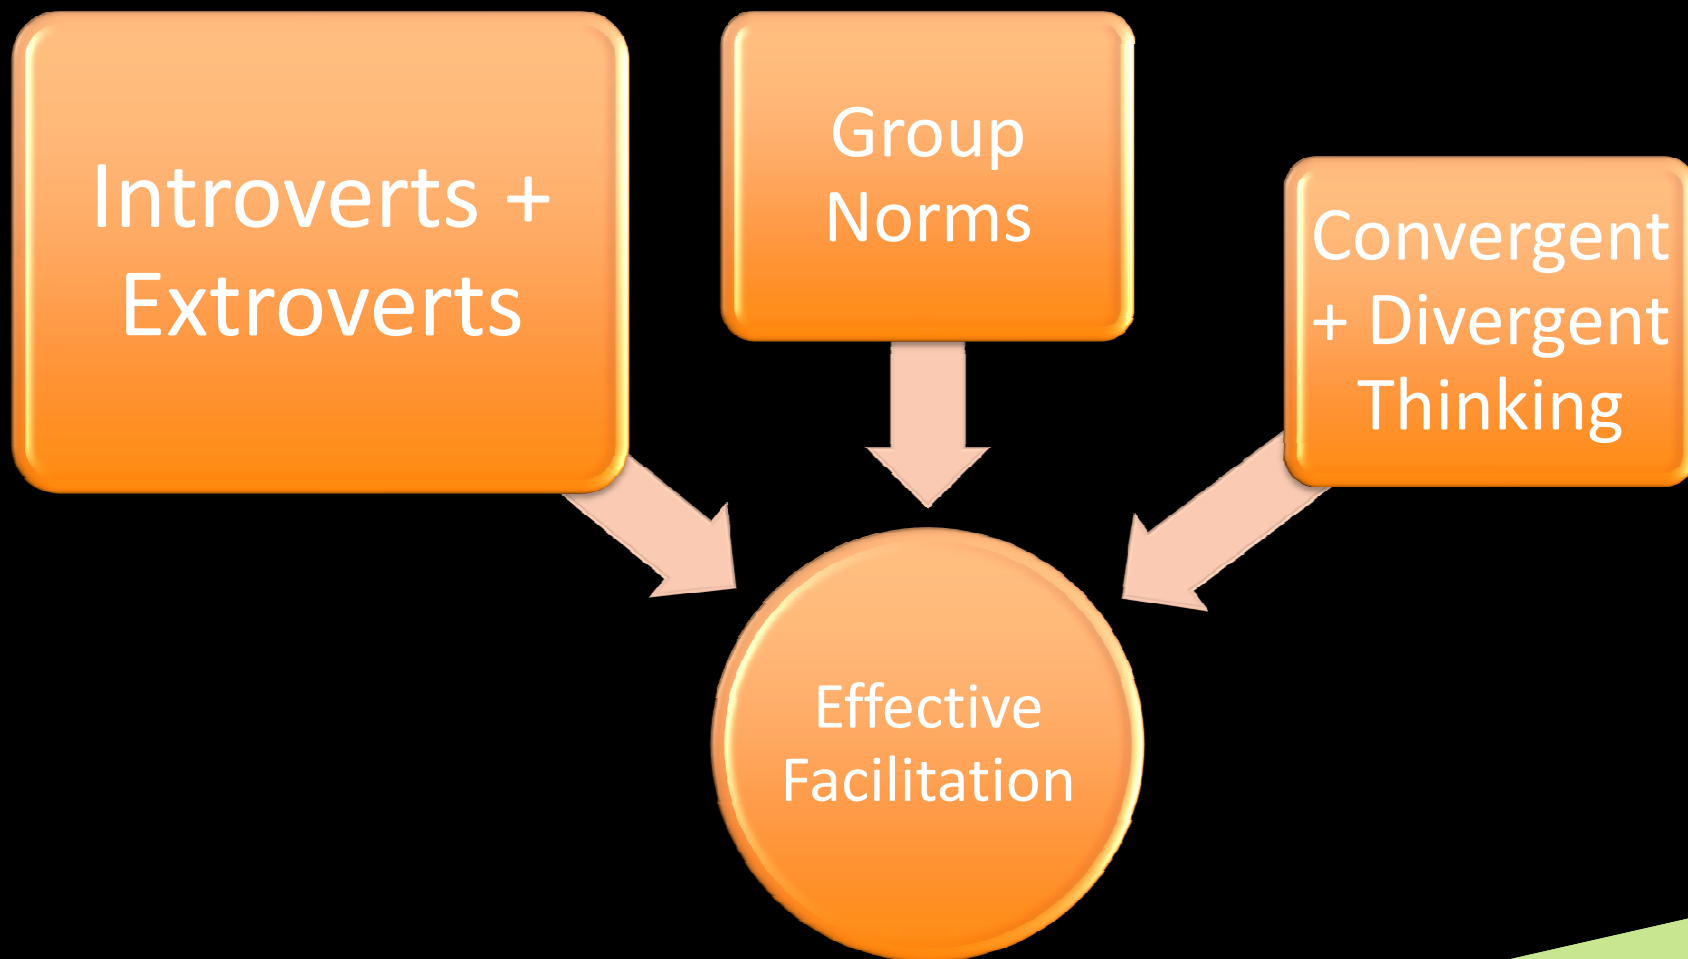 Introverts +
Extroverts
Group
Norms
Convergent
+ Divergent
Thinking
Effective
Facilitation